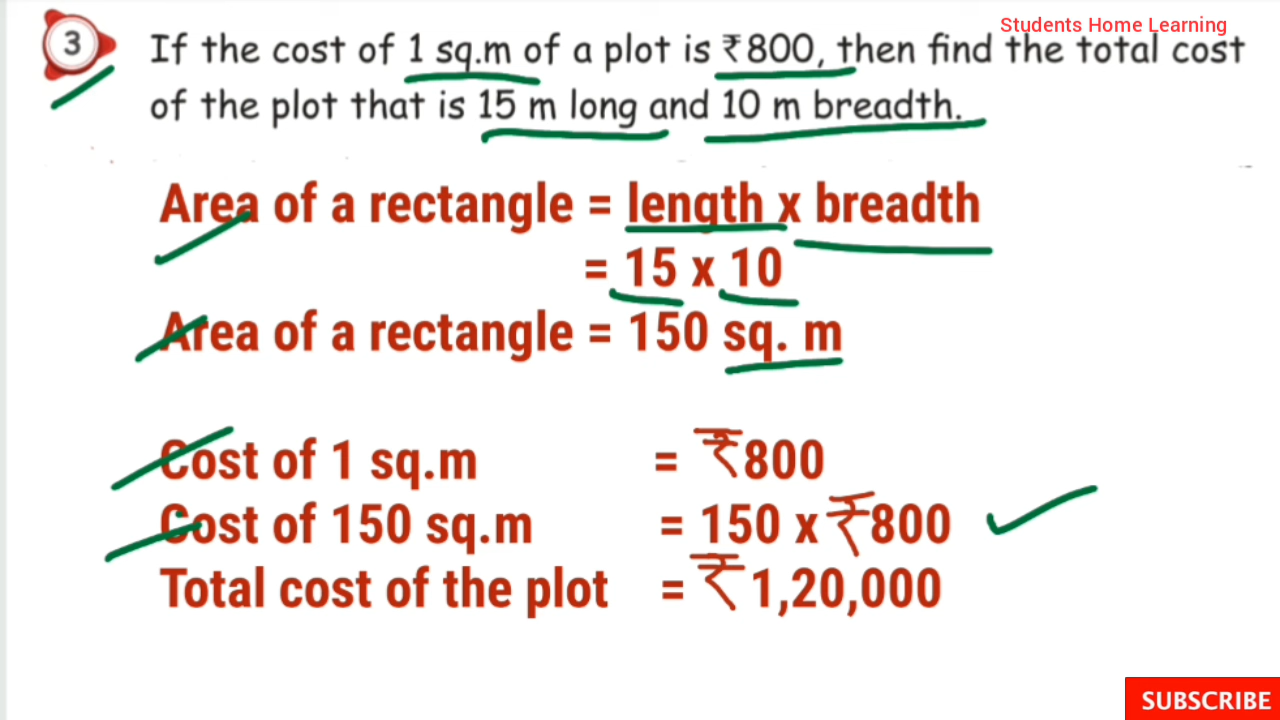 Students Home Learning
3 If the cost of 1 sq.m of a plot is ₹800, then find the total cost
of the plot that is 15 m long and 10 m breadth.
Area of a rectangle = length x breadth
= 15 x 10
Area of a rectangle = 150 sq. m
Cost of 1 sq.m = ₹800
Cost of 150 sq.m = 150 x ₹800
Total cost of the plot = ₹1,20,000
SUBSCRIBE